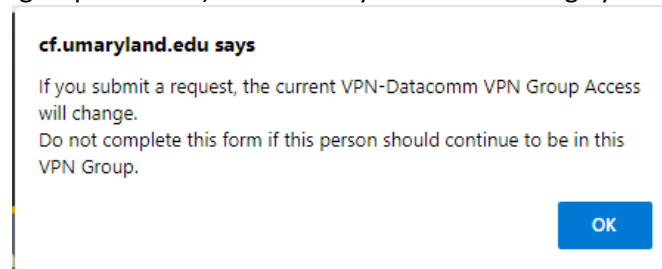 cf.umaryland.edu says
If you submit a request, the current VPN-Datacomm VPN Group Access
will change.
Do not complete this form if this person should continue to be in this
VPN Group.
OK